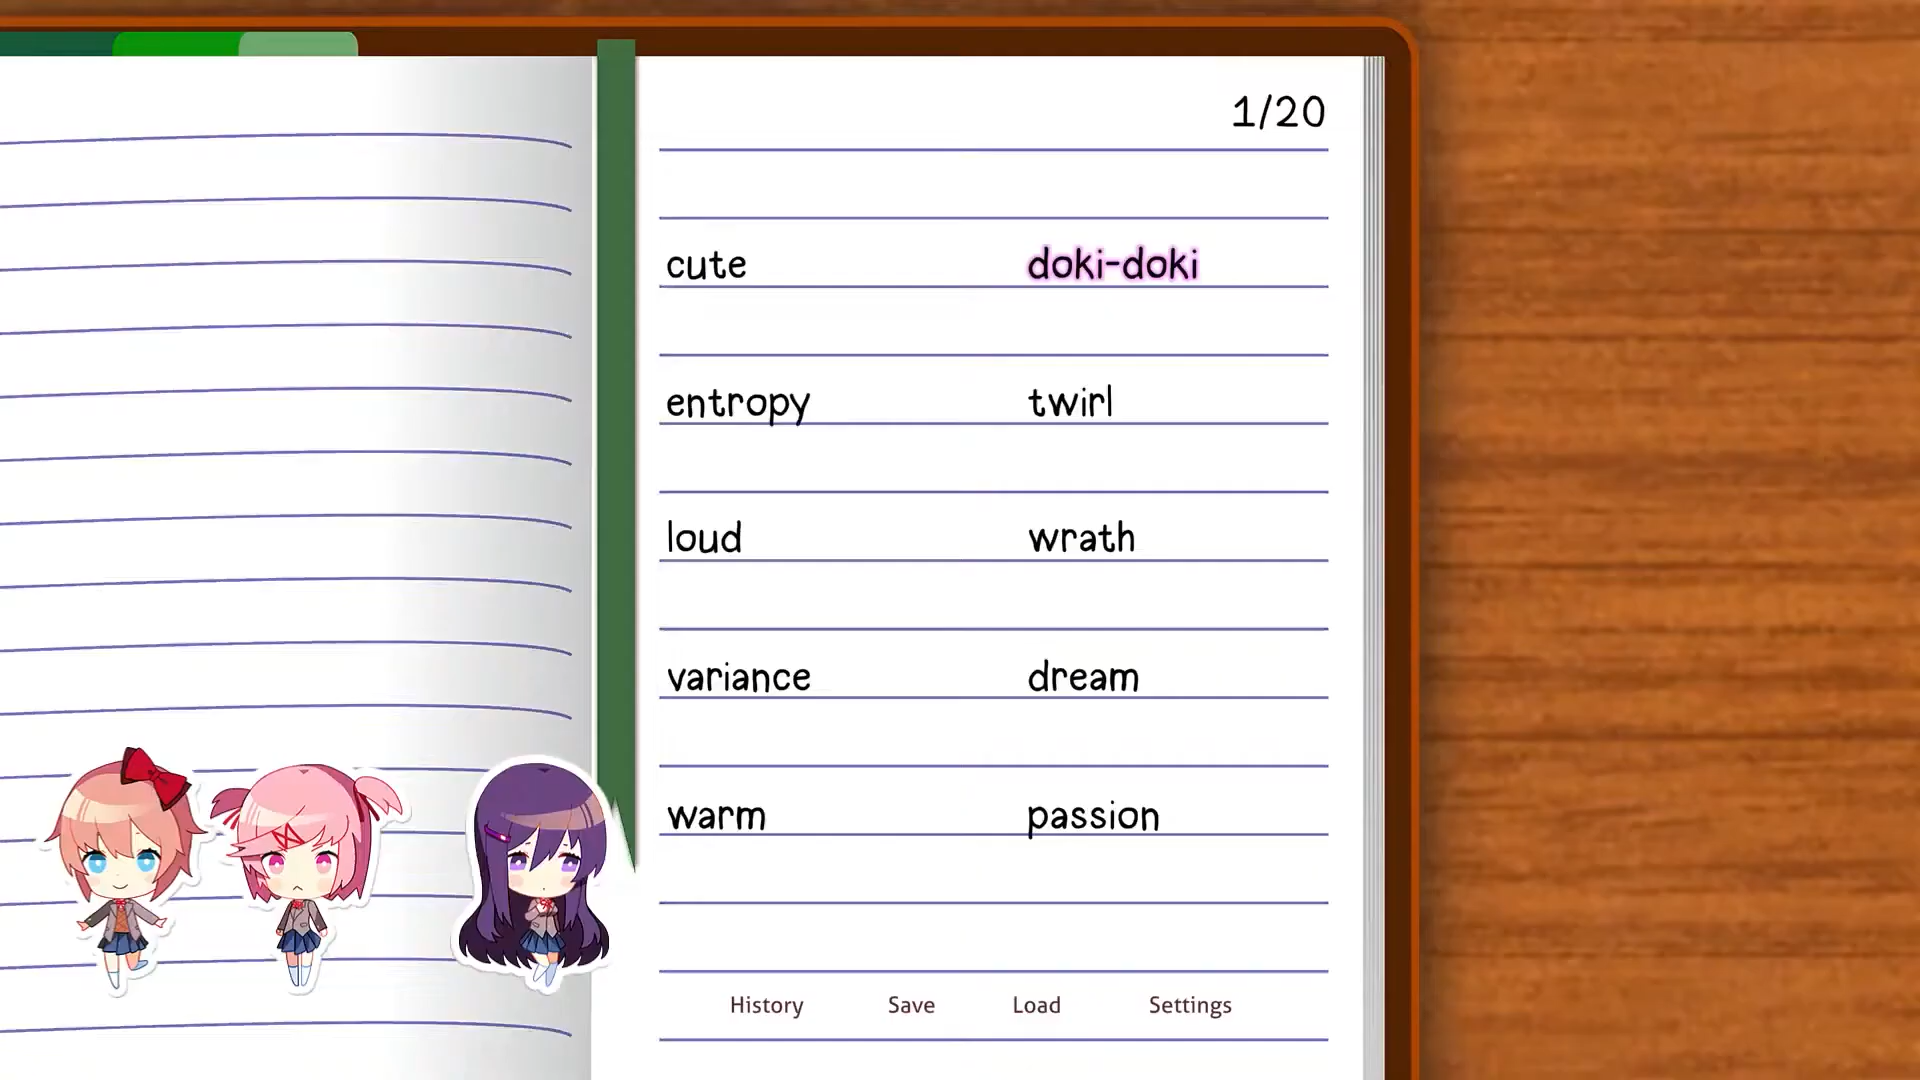 1/20
cute doki-doki
entropy twirl
loud wrath
variance dream
warm passion
History Save Load Settings